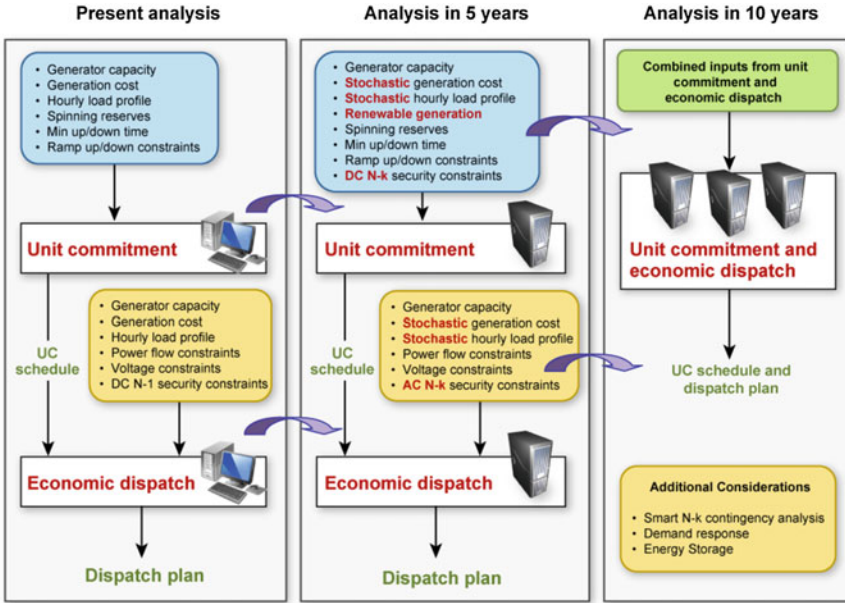 Present analysis
• Generator capacity
• Generation cost
• Hourly load profile
• Spinning reserves
• Min up/down time
• Ramp up/down constraints
Unit commitment
UC
schedule
• Generator capacity
• Generation cost
• Hourly load profile
• Power flow constraints
• Voltage constraints
• DC N-1 security constraints
Economic dispatch
Dispatch plan
Analysis in 5 years
• Generator capacity
• Stochastic generation cost
• Stochastic hourly load profile
• Renewable generation
• Spinning reserves
• Min up/down time
• Ramp up/down constraints
• DC N-k security constraints
Unit commitment
UC
schedule
• Generator capacity
• Stochastic generation cost
• Stochastic hourly load profile
• Power flow constraints
• Voltage constraints
• AC N-k security constraints
Economic dispatch
Dispatch plan
Analysis in 10 years
Combined inputs from unit
commitment and
economic dispatch
Unit commitment and
economic dispatch
UC schedule and
dispatch plan
Additional Considerations
• Smart N-k contingency analysis
• Demand response
• Energy Storage